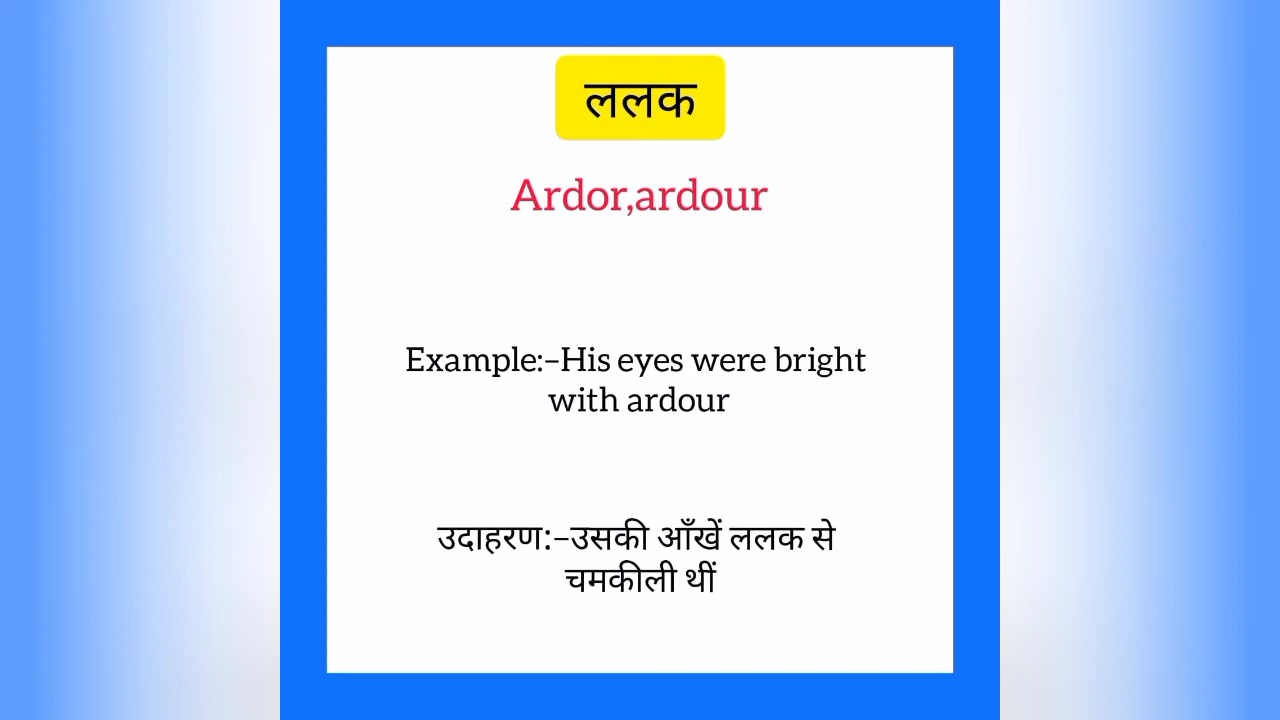 ललक
Ardor,ardour
Example:–His eyes were bright
with ardour
उदाहरण:–उसकी आँखें ललक से
चमकीली थीं